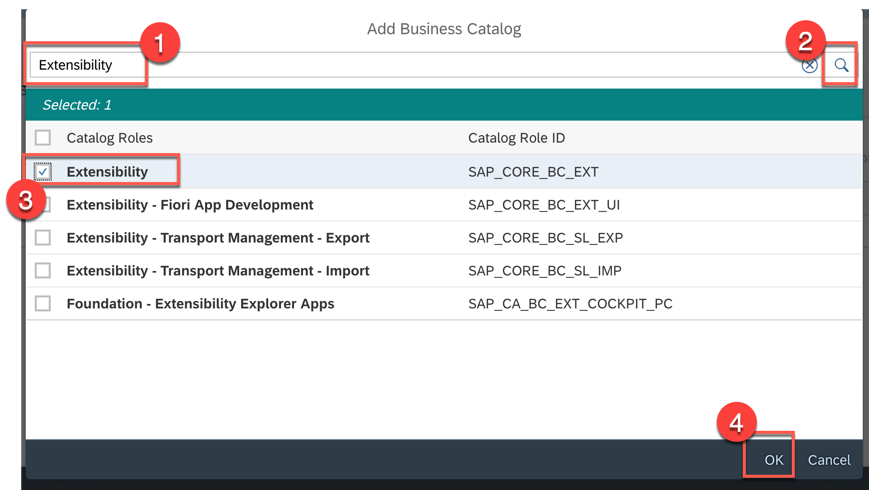 Add Business Catalog
1
2
Extensibility
Selected: 1
Catalog Roles Catalog Role ID
Extensibility SAP_CORE_BC_EXT
3
Extensibility - Fiori App Development SAP_CORE_BC_EXT_UI
Extensibility - Transport Management - Export SAP_CORE_BC_SL_EXP
Extensibility - Transport Management - Import SAP_CORE_BC_SL_IMP
Foundation - Extensibility Explorer Apps SAP_CA_BC_EXT_COCKPIT_PC
4
OK Cancel